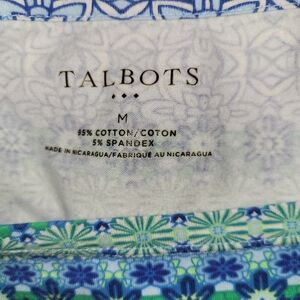 TALBOTS
M
95% COTTON/COTON
5% SPANDEX
MADE IN NICARAGUA/FABRIQUÉ AU NICARAGUA